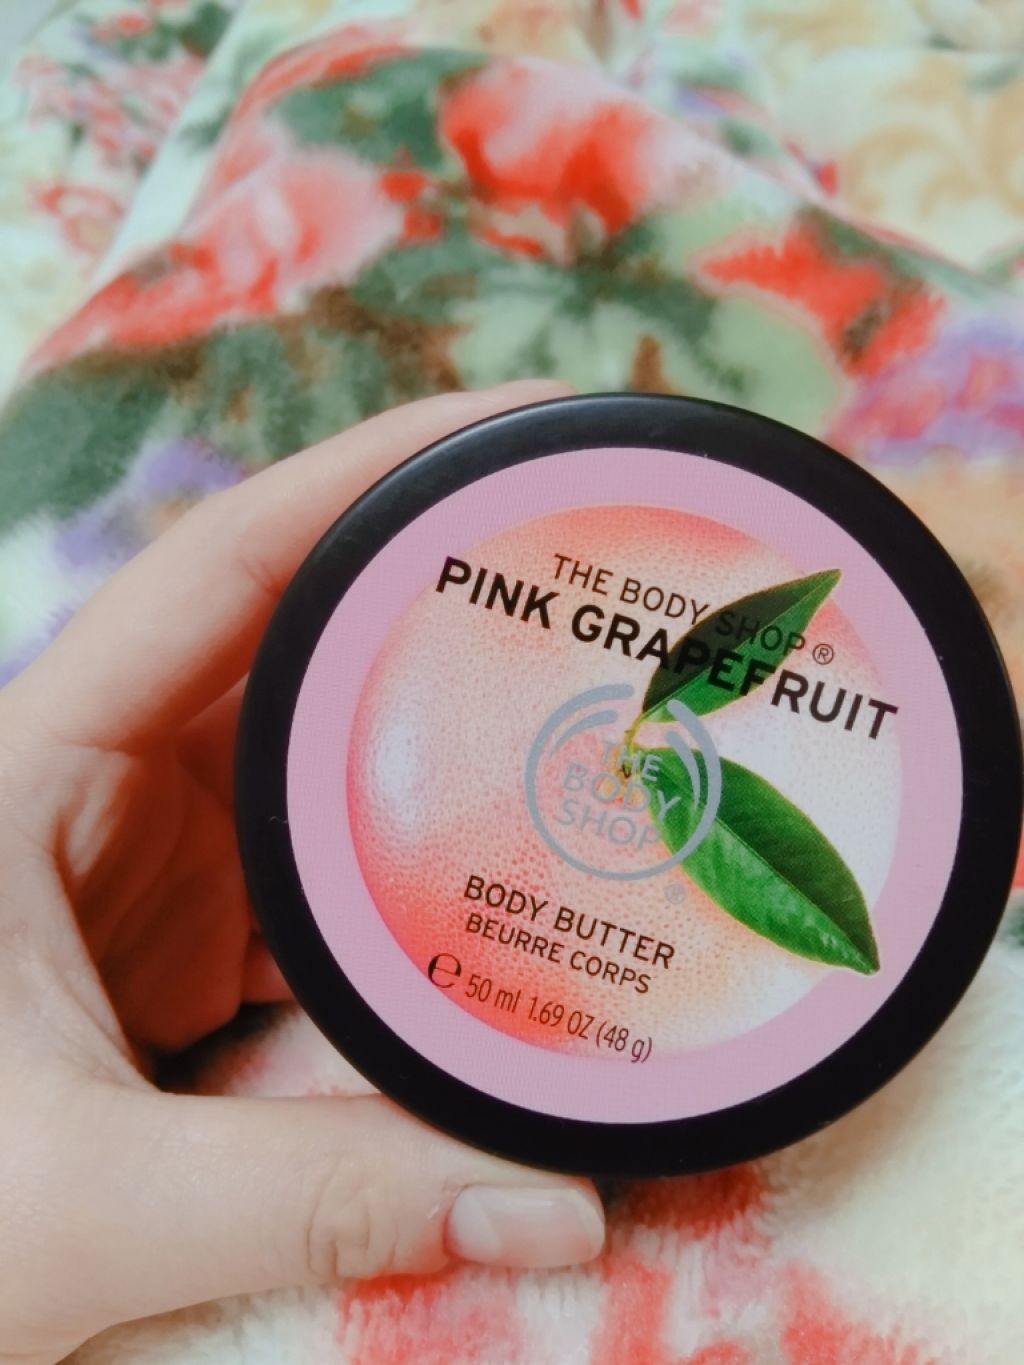 THE BODY SHOP ®
PINK GRAPEFRUIT
THE
BODY
SHOP
®
BODY BUTTER
BEURRE CORPS
℮ 50 ml 1.69 OZ (48 g)